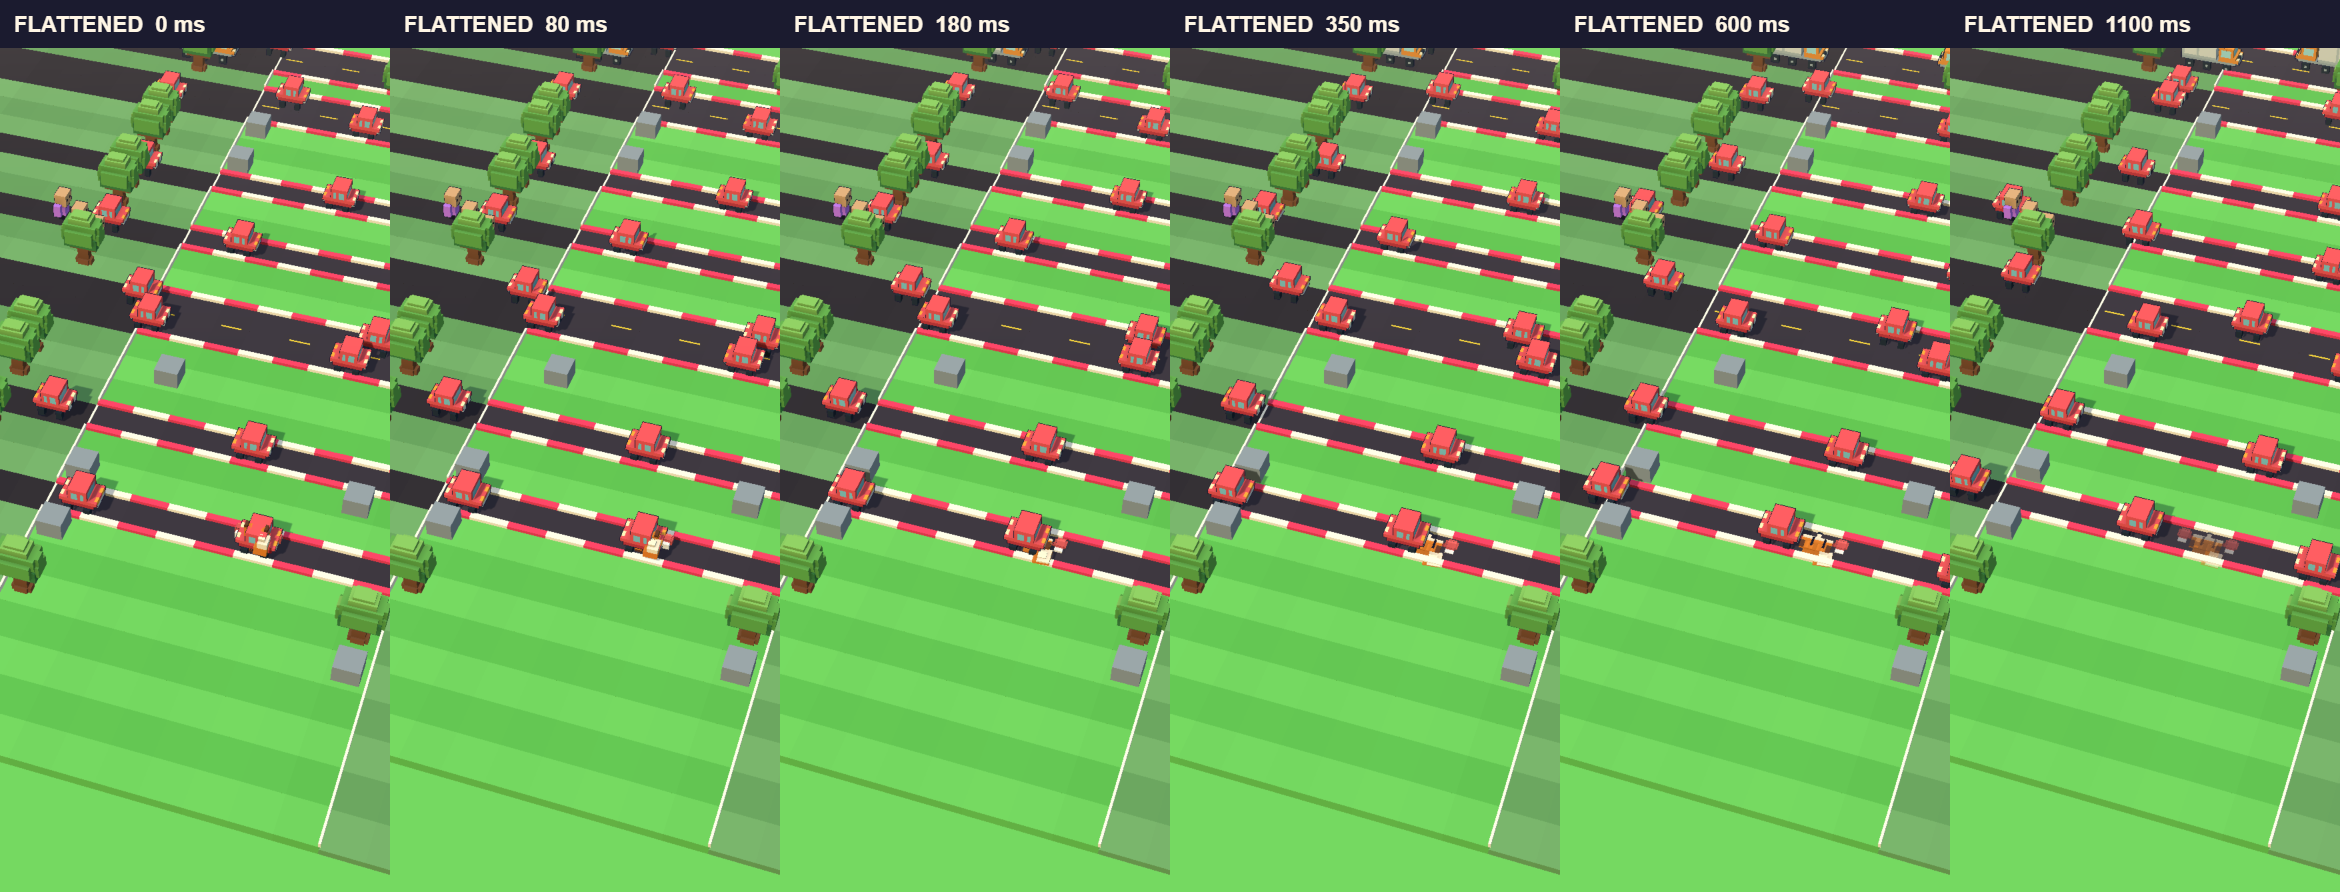 FLATTENED 0 ms
FLATTENED 80 ms
FLATTENED 180 ms
FLATTENED 350 ms
FLATTENED 600 ms
FLATTENED 1100 ms